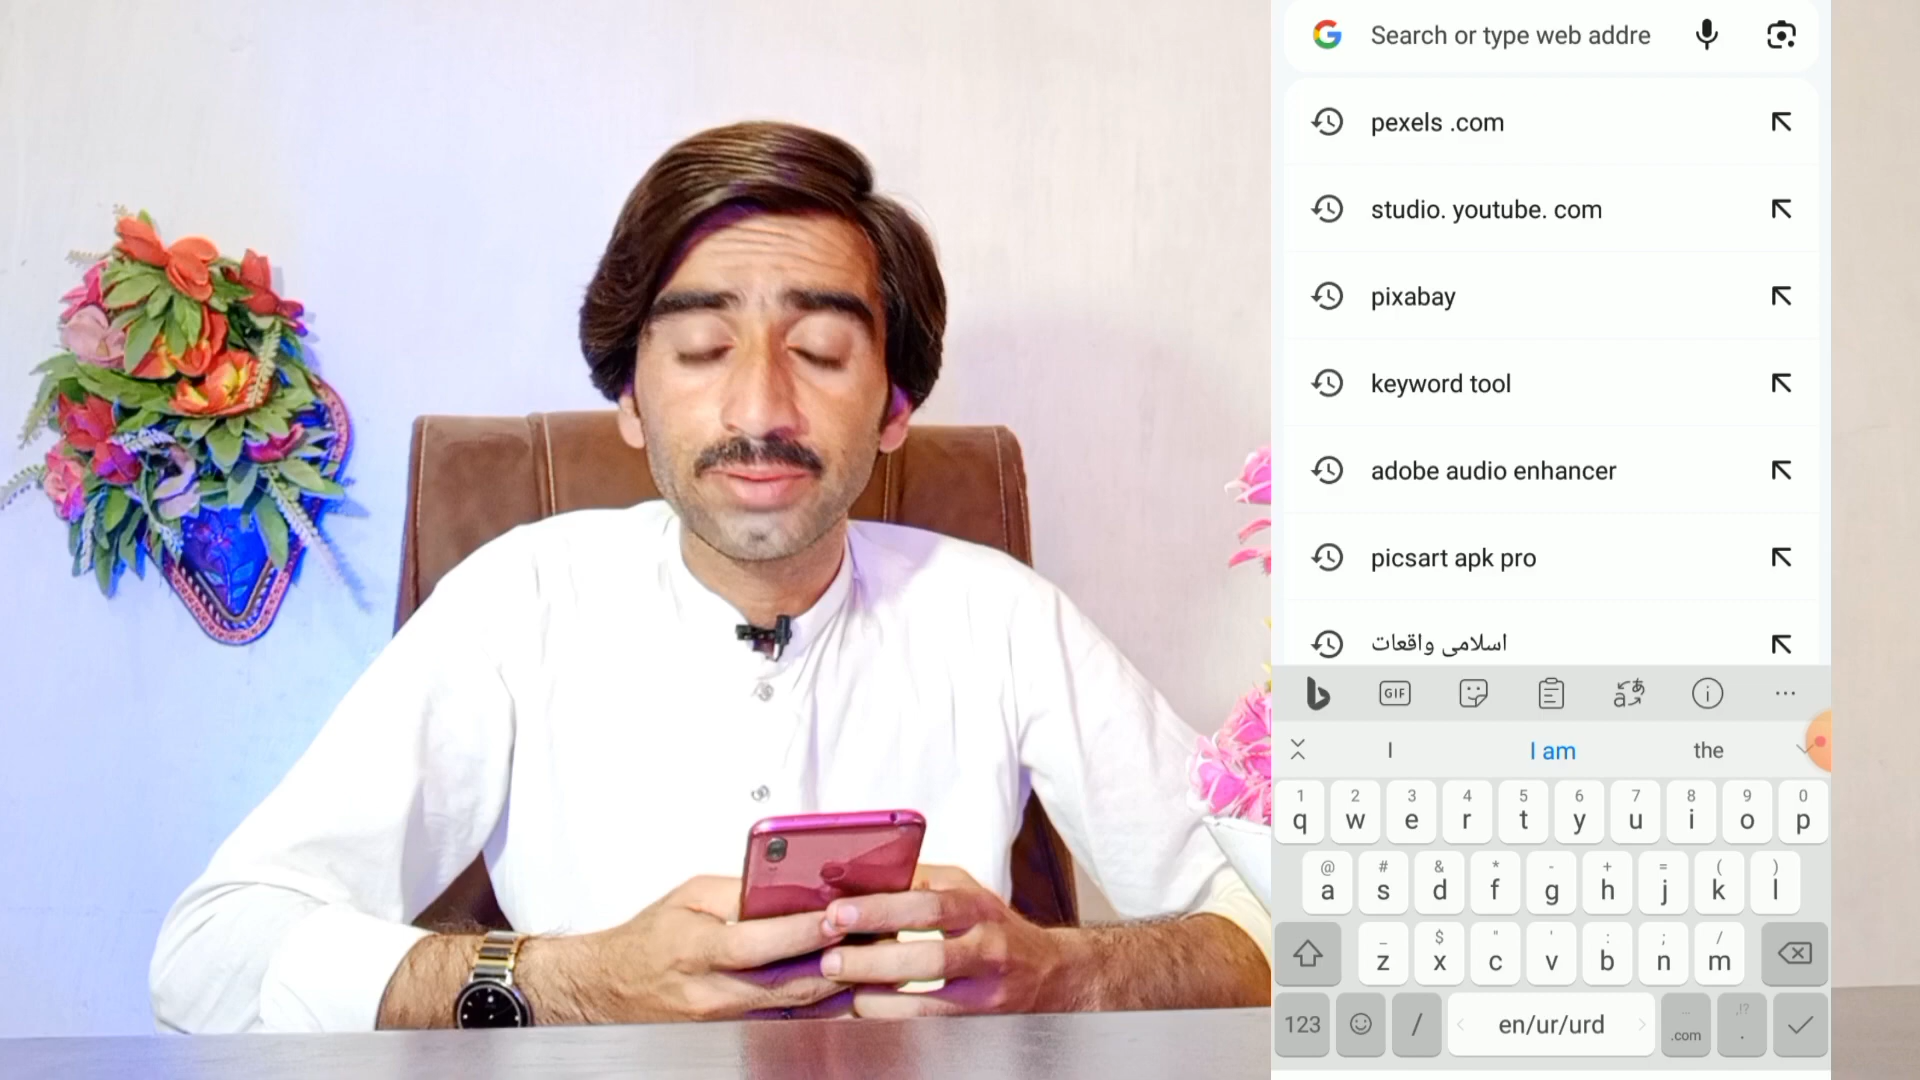 Search or type web addre
pexels .com
studio. youtube. com
pixabay
keyword tool
adobe audio enhancer
picsart apk pro
اسلامی واقعات
GIF
I I am the
1 2 3 4 5 6 7 8 9 0
q w e r t y u i o p
@ # & * - + = ( )
a s d f g h j k l
_ $ " ' : ; /
z x c v b n m
123 / en/ur/urd .com ,!? .